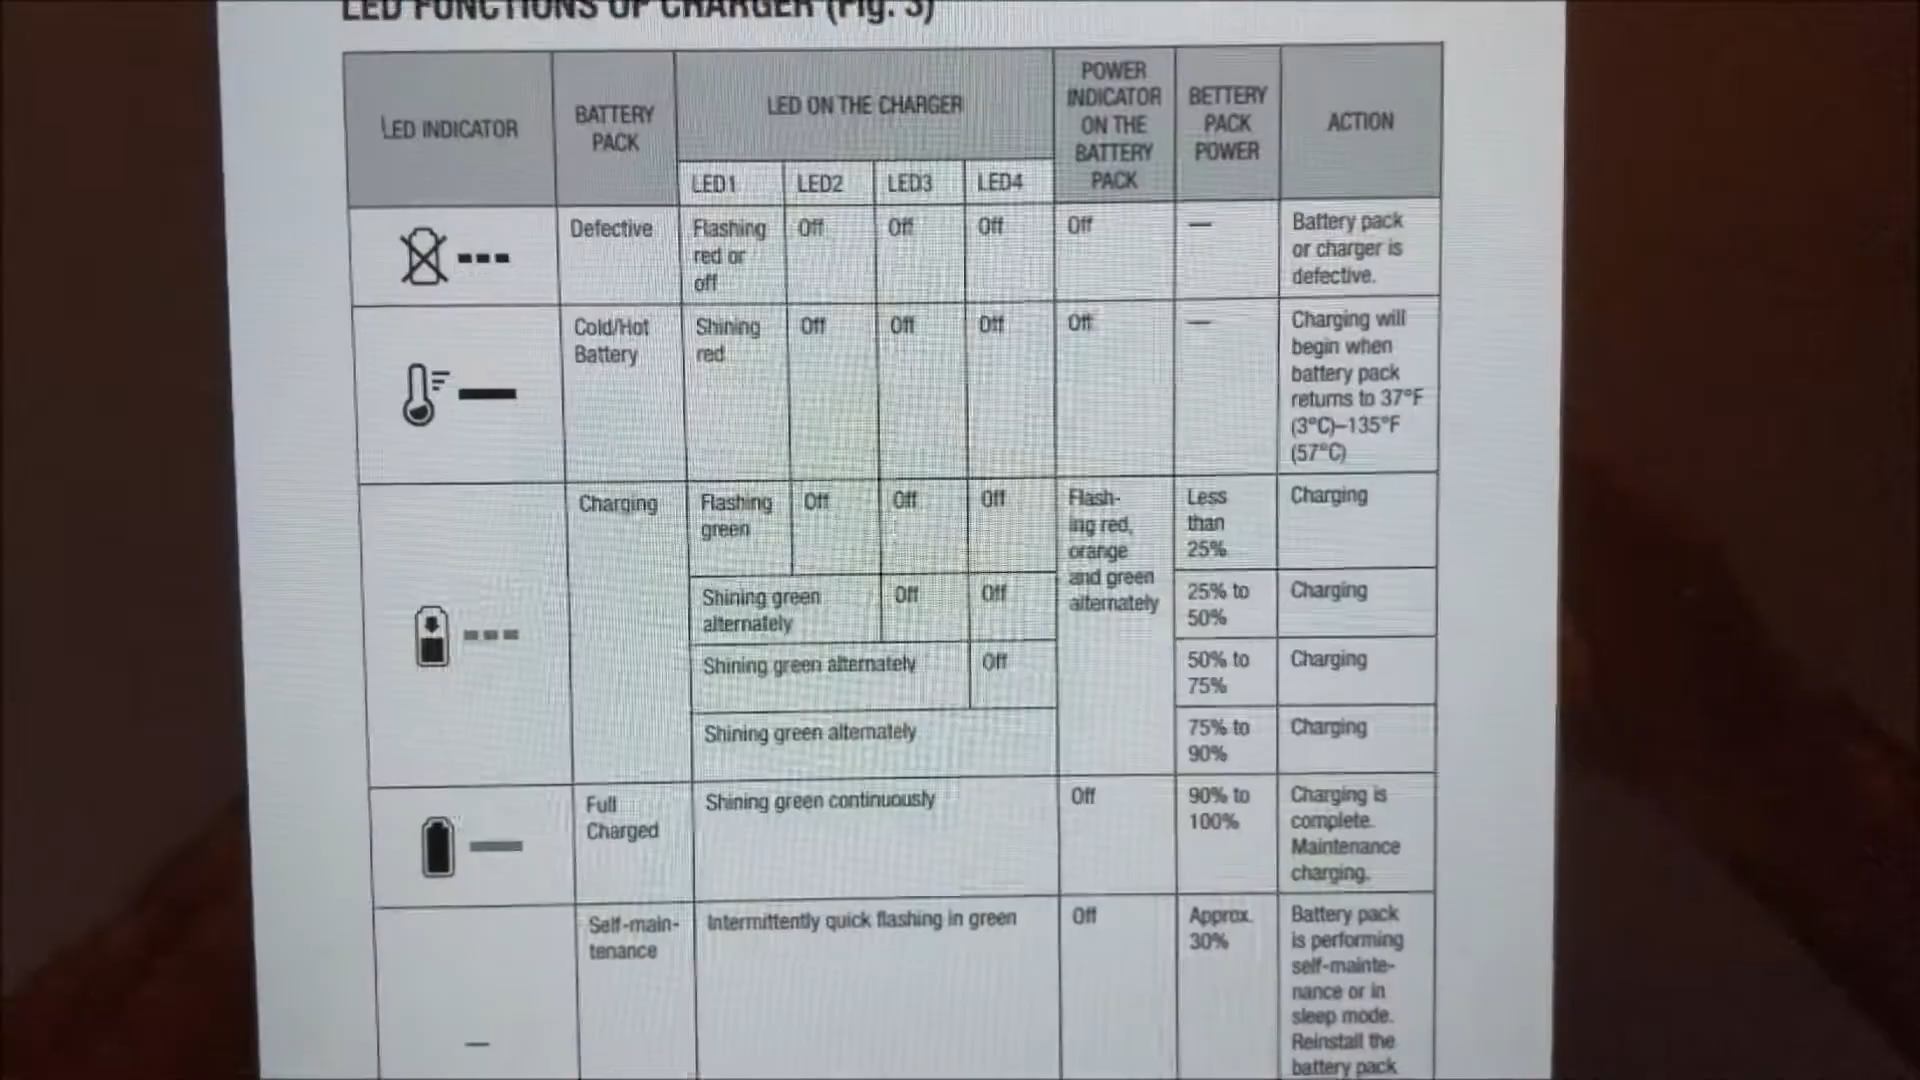 LED FUNCTIONS OF CHARGER (Fig. 3)
LED INDICATOR
BATTERY
PACK
LED ON THE CHARGER
POWER
INDICATOR
ON THE
BATTERY
PACK
BETTERY
PACK
POWER
ACTION
LED1
LED2
LED3
LED4
Defective
Flashing
red or
off
Off
Off
Off
Off
—
Battery pack
or charger is
defective.
Cold/Hot
Battery
Shining
red
Off
Off
Off
Off
—
Charging will
begin when
battery pack
returns to 37°F
(3°C)–135°F
(57°C)
Charging
Flashing
green
Off
Off
Off
Flash-
ing red,
orange
and green
alternately
Less
than
25%
Charging
Shining green
alternately
Off
Off
25% to
50%
Charging
Shining green alternately
Off
50% to
75%
Charging
Shining green alternately
75% to
90%
Charging
Full
Charged
Shining green continuously
Off
90% to
100%
Charging is
complete.
Maintenance
charging.
—
Self-main-
tenance
Intermittently quick flashing in green
Off
Approx.
30%
Battery pack
is performing
self-mainte-
nance or in
sleep mode.
Reinstall the
battery pack